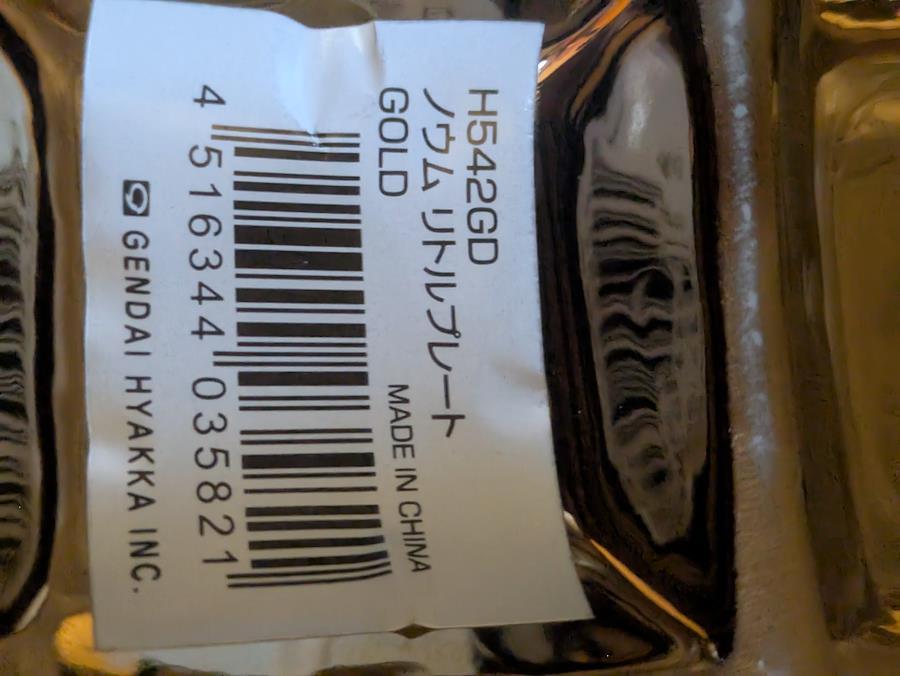 H542GD
ノウム リトルプレート
GOLD
MADE IN CHINA
4 516344 035821
GENDAI HYAKKA INC.